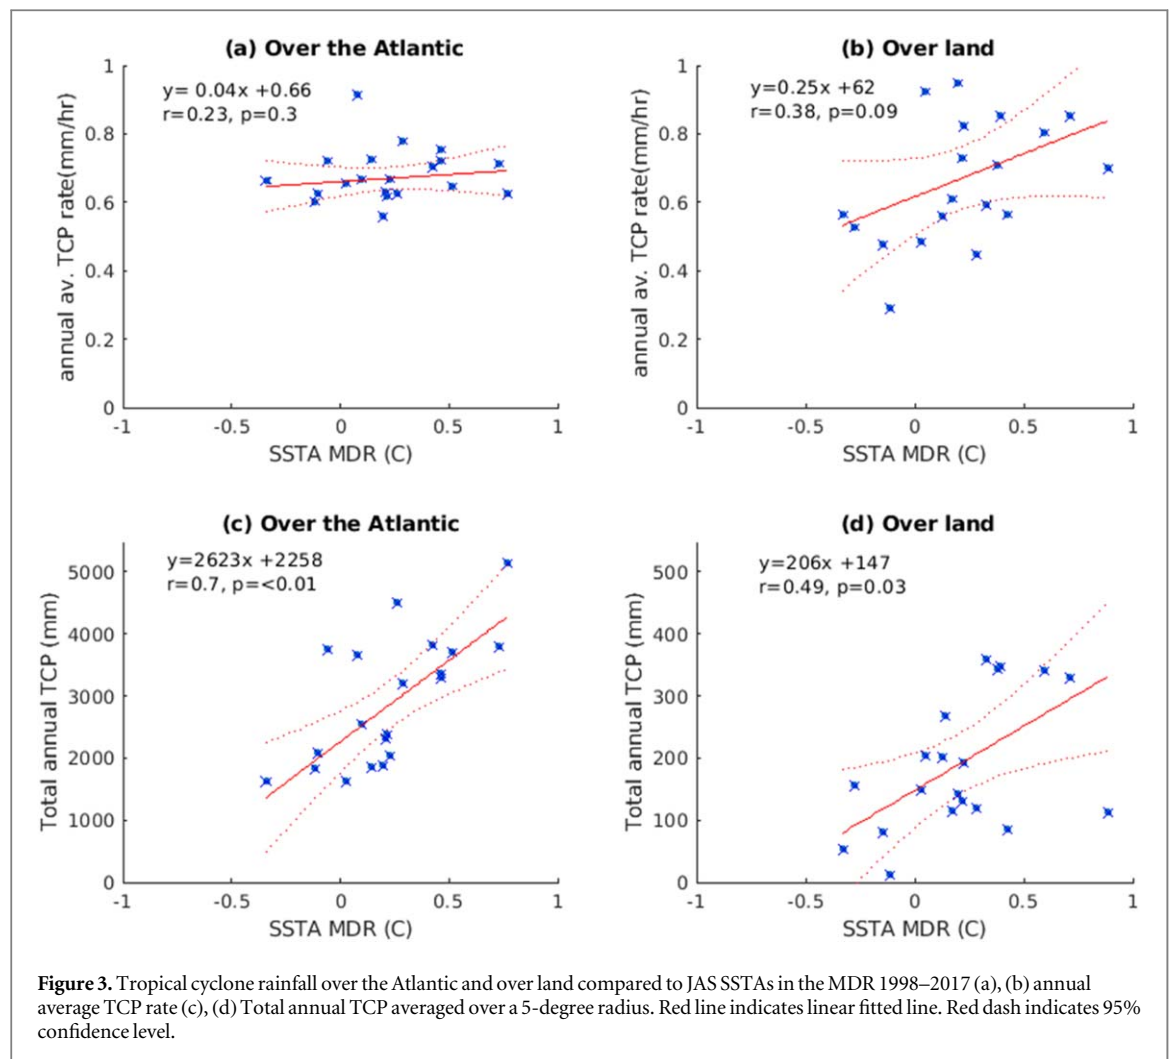 (a) Over the Atlantic
y= 0.04x +0.66
r=0.23, p=0.3
annual av. TCP rate(mm/hr)
1
0.8
0.6
0.4
0.2
0
-1
-0.5
0
0.5
1
SSTA MDR (C)
(b) Over land
y=0.25x +62
r=0.38, p=0.09
annual av. TCP rate(mm/hr)
1
0.8
0.6
0.4
0.2
0
-1
-0.5
0
0.5
1
SSTA MDR (C)
(c) Over the Atlantic
y=2623x +2258
r=0.7, p=<0.01
Total annual TCP (mm)
5000
4000
3000
2000
1000
0
-1
-0.5
0
0.5
1
SSTA MDR (C)
(d) Over land
y=206x +147
r=0.49, p=0.03
Total annual TCP (mm)
500
400
300
200
100
0
-1
-0.5
0
0.5
1
SSTA MDR (C)
Figure 3. Tropical cyclone rainfall over the Atlantic and over land compared to JAS SSTAs in the MDR 1998–2017 (a), (b) annual
average TCP rate (c), (d) Total annual TCP averaged over a 5-degree radius. Red line indicates linear fitted line. Red dash indicates 95%
confidence level.